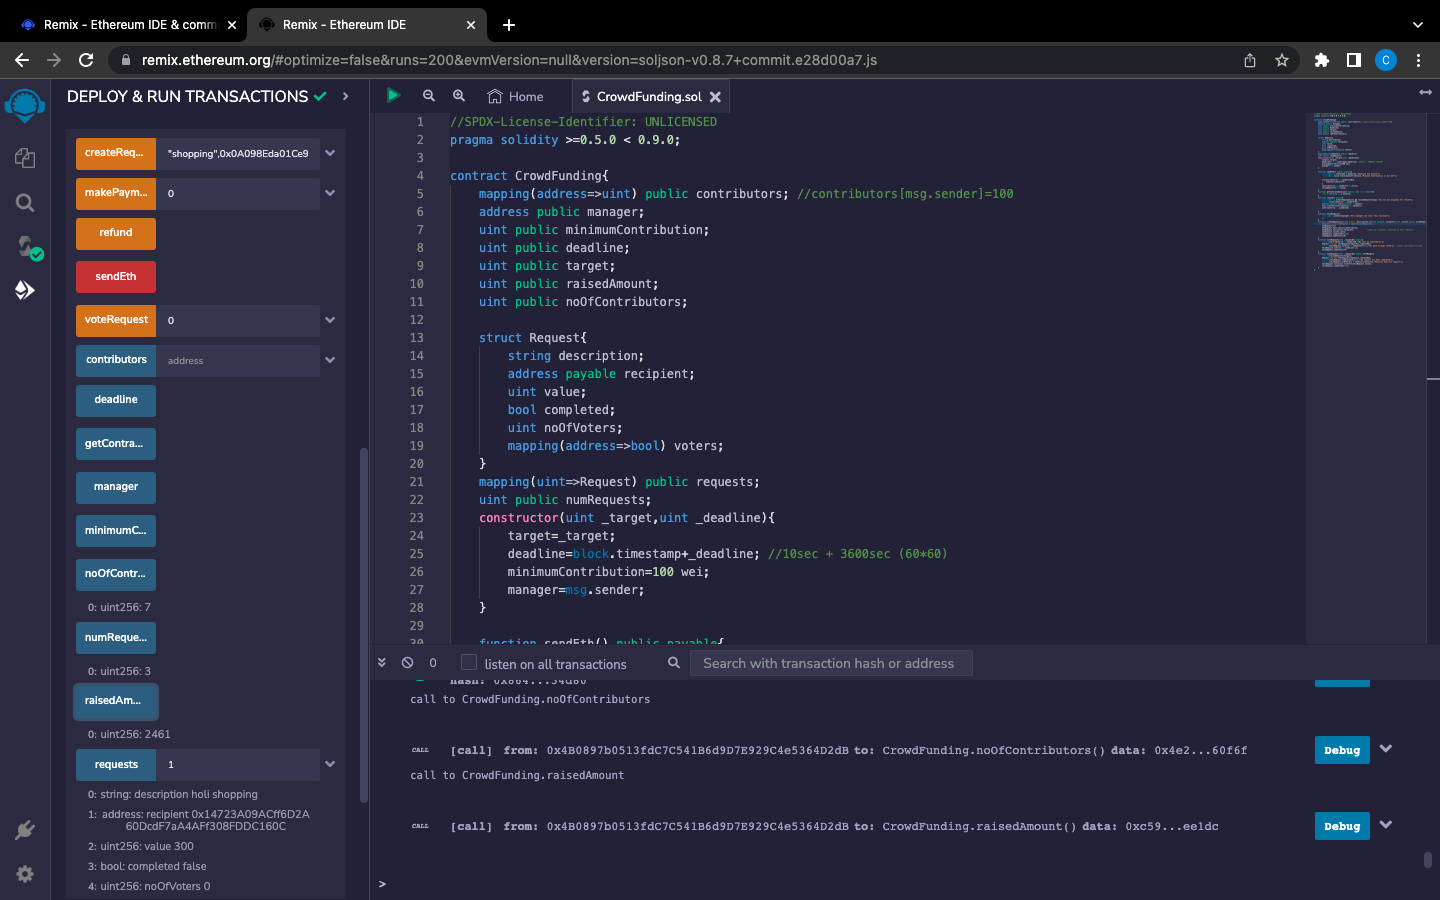 Remix - Ethereum IDE & comm
Remix - Ethereum IDE
remix.ethereum.org/#optimize=false&runs=200&evmVersion=null&version=soljson-v0.8.7+commit.e28d00a7.js
C
DEPLOY & RUN TRANSACTIONS
createReq... "shopping",0x0A098Eda01Ce9
makePaym... 0
refund
sendEth
voteRequest 0
contributors address
deadline
getContra...
manager
minimumC...
noOfContr...
0: uint256: 7
numReque...
0: uint256: 3
raisedAm...
0: uint256: 2461
requests 1
0: string: description holi shopping
1: address: recipient 0x14723A09ACff6D2A
60DcdF7aA4AFf308FDDC160C
2: uint256: value 300
3: bool: completed false
4: uint256: noOfVoters 0
Home
CrowdFunding.sol
1 //SPDX-License-Identifier: UNLICENSED
2 pragma solidity >=0.5.0 < 0.9.0;
3
4 contract CrowdFunding{
5 mapping(address=>uint) public contributors; //contributors[msg.sender]=100
6 address public manager;
7 uint public minimumContribution;
8 uint public deadline;
9 uint public target;
10 uint public raisedAmount;
11 uint public noOfContributors;
12
13 struct Request{
14 string description;
15 address payable recipient;
16 uint value;
17 bool completed;
18 uint noOfVoters;
19 mapping(address=>bool) voters;
20 }
21 mapping(uint=>Request) public requests;
22 uint public numRequests;
23 constructor(uint _target,uint _deadline){
24 target=_target;
25 deadline=block.timestamp+_deadline; //10sec + 3600sec (60*60)
26 minimumContribution=100 wei;
27 manager=msg.sender;
28 }
29
30 function sendEth() public payable{
0 listen on all transactions Search with transaction hash or address
hash: 0x864...34d80
call to CrowdFunding.noOfContributors
CALL [call] from: 0x4B0897b0513fdC7C541B6d9D7E929C4e5364D2dB to: CrowdFunding.noOfContributors() data: 0x4e2...60f6f Debug
call to CrowdFunding.raisedAmount
CALL [call] from: 0x4B0897b0513fdC7C541B6d9D7E929C4e5364D2dB to: CrowdFunding.raisedAmount() data: 0xc59...ee1dc Debug
>